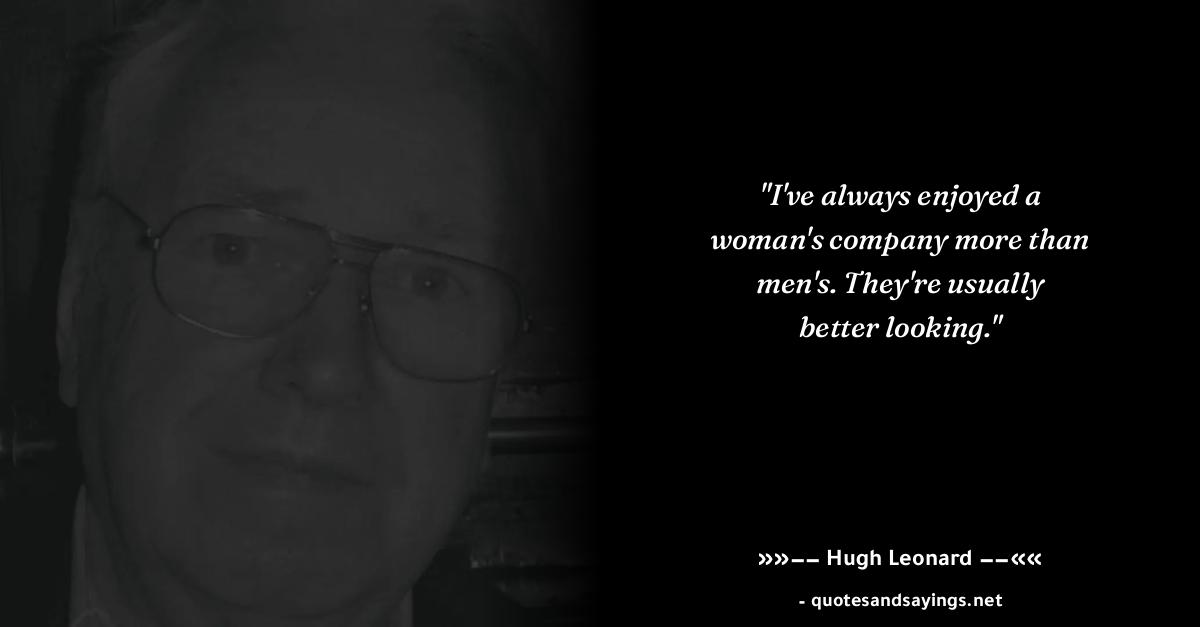 "I've always enjoyed a
woman's company more than
men's. They're usually
better looking."
»»−− Hugh Leonard −−««
- quotesandsayings.net